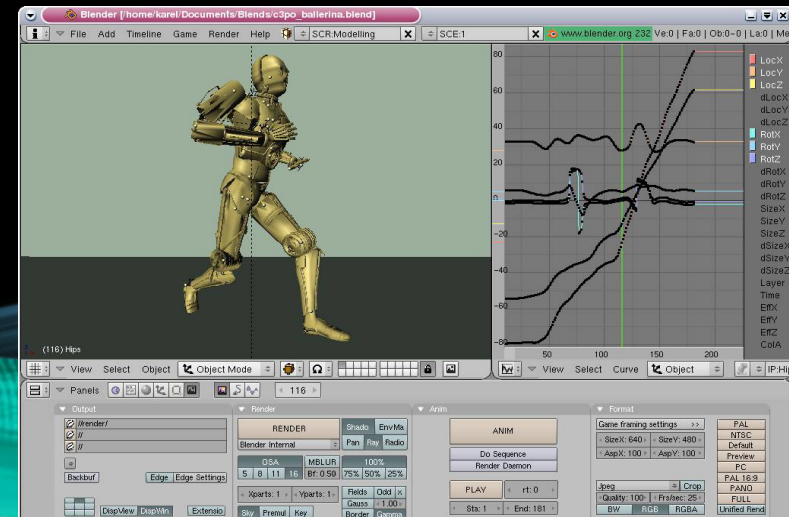 Blender [/home/karel/Documents/Blends/c3po_ballerina.blend]
File Add Timeline Game Render Help SCR:Modelling X SCE:1 X www.blender.org 232 Ve:0 | Fa:0 | Ob:0-0 | La:0 | Me
80
60
40
20
0
-20
-40
-60
-80
50 100 150 200
LocX
LocY
LocZ
dLocX
dLocY
dLocZ
RotX
RotY
RotZ
dRotX
dRotY
dRotZ
SizeX
SizeY
SizeZ
dSizeX
dSizeY
dSizeZ
Layer
Time
EffX
EffY
EffZ
ColA
(116) Hips
View Select Object Object Mode
View Select Curve Object IP:Hip
Panels 116
Output
//render/
//
//
Backbuf Edge Edge Settings
DispView DispWin Extensio
Render
RENDER Shado EnvMa
Blender Internal Pan Ray Radio
OSA MBLUR 100%
5 8 11 16 Bf: 0.50 75% 50% 25%
Xparts: 1 Yparts: 1 Fields Odd X
Gauss 1.00
Sky Premul Key Border Gamma
Anim
ANIM
Do Sequence
Render Daemon
PLAY rt: 0
Sta: 1 End: 181
Format
Game framing settings >>
SizeX: 640 SizeY: 480
AspX: 100 AspY: 100
Jpeg Crop
Quality: 100 Frs/sec: 25
BW RGB RGBA
PAL
NTSC
Default
Preview
PC
PAL 16:9
PANO
FULL
Unified Rend